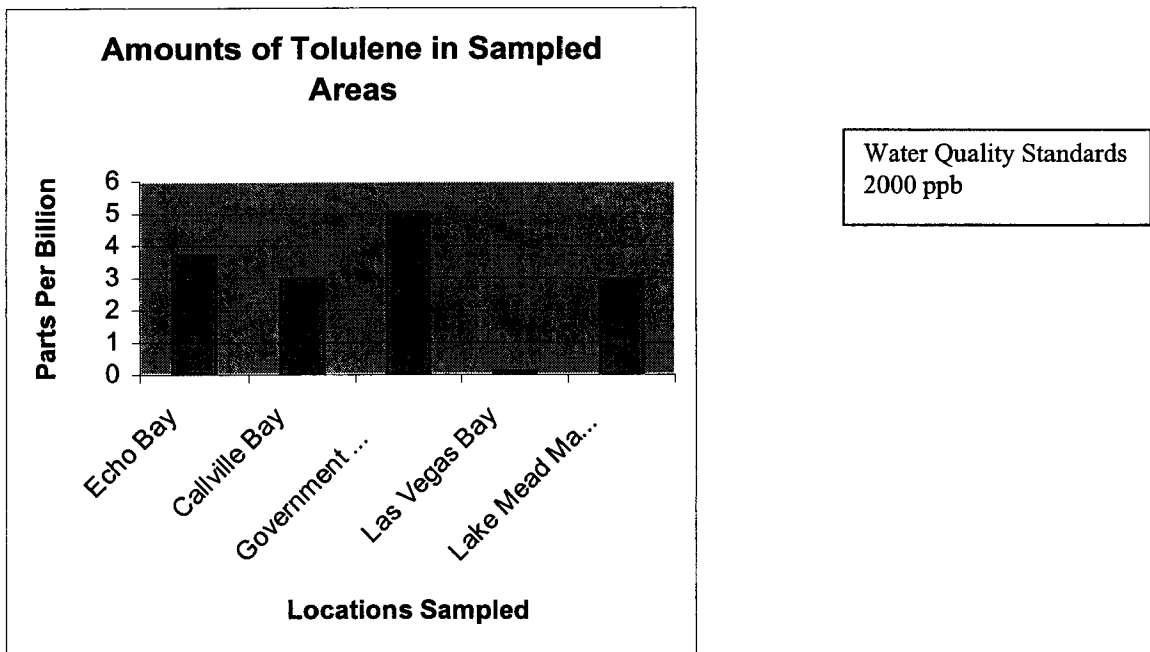 Amounts of Tolulene in Sampled
Areas
Water Quality Standards
2000 ppb
Parts Per Billion
6
5
4
3
2
1
0
Echo Bay
Callville Bay
Government ...
Las Vegas Bay
Lake Mead Ma...
Locations Sampled